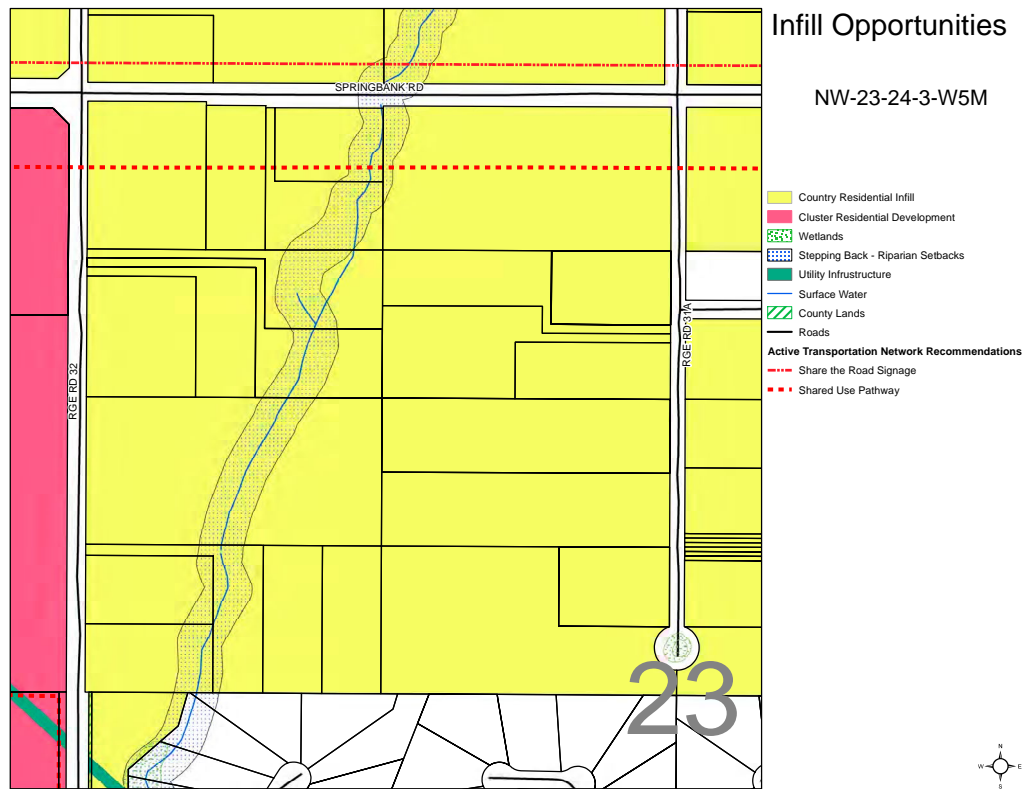 Infill Opportunities
NW-23-24-3-W5M
SPRINGBANK RD
RGE RD 32
RGE RD 31A
23
Country Residential Infill
Cluster Residential Development
Wetlands
Stepping Back - Riparian Setbacks
Utility Infrustructure
Surface Water
County Lands
Roads
Active Transportation Network Recommendations
Share the Road Signage
Shared Use Pathway
N
W E
S